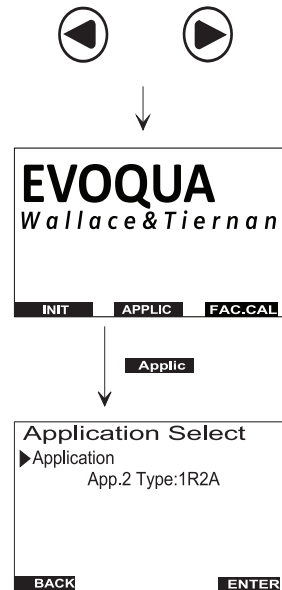 EVOQUA
Wallace&Tiernan
INIT APPLIC FAC.CAL
Applic
Application Select
Application
App.2 Type:1R2A
BACK ENTER